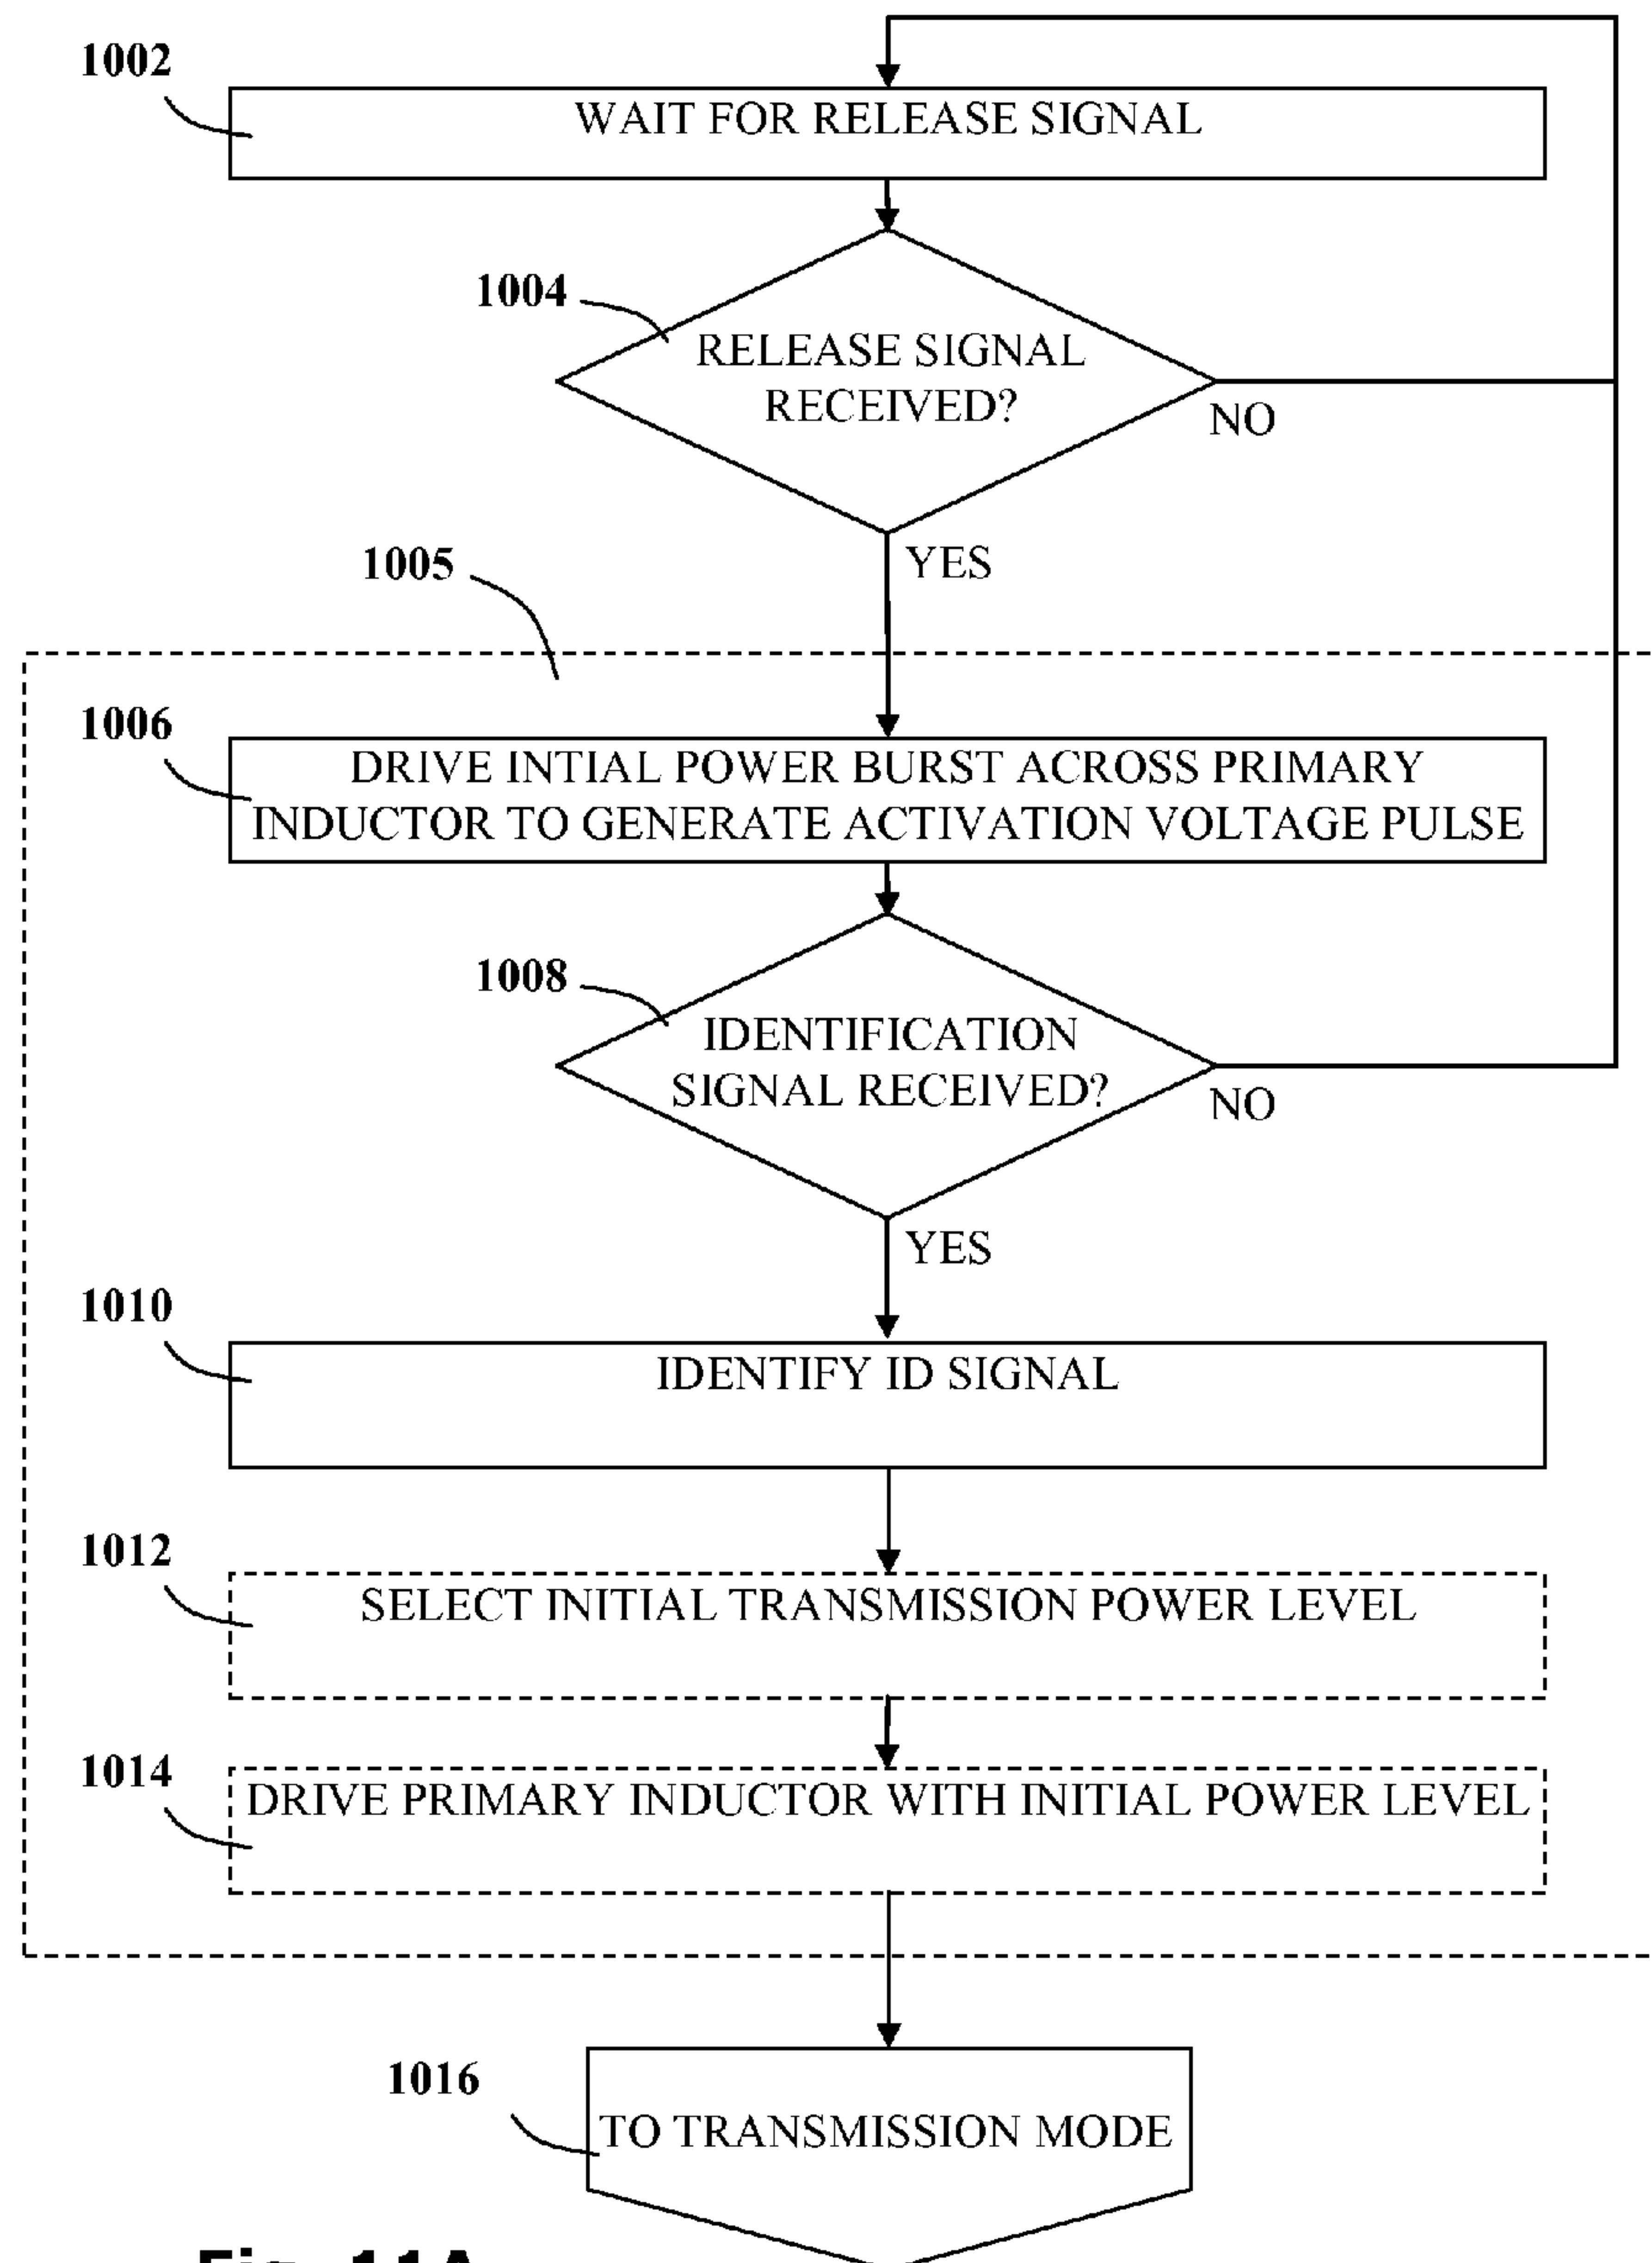 1002
WAIT FOR RELEASE SIGNAL
1004
RELEASE SIGNAL
RECEIVED?
NO
YES
1005
1006
DRIVE INTIAL POWER BURST ACROSS PRIMARY
INDUCTOR TO GENERATE ACTIVATION VOLTAGE PULSE
1008
IDENTIFICATION
SIGNAL RECEIVED?
NO
YES
1010
IDENTIFY ID SIGNAL
1012
SELECT INITIAL TRANSMISSION POWER LEVEL
1014
DRIVE PRIMARY INDUCTOR WITH INITIAL POWER LEVEL
1016
TO TRANSMISSION MODE
Fig. 11A